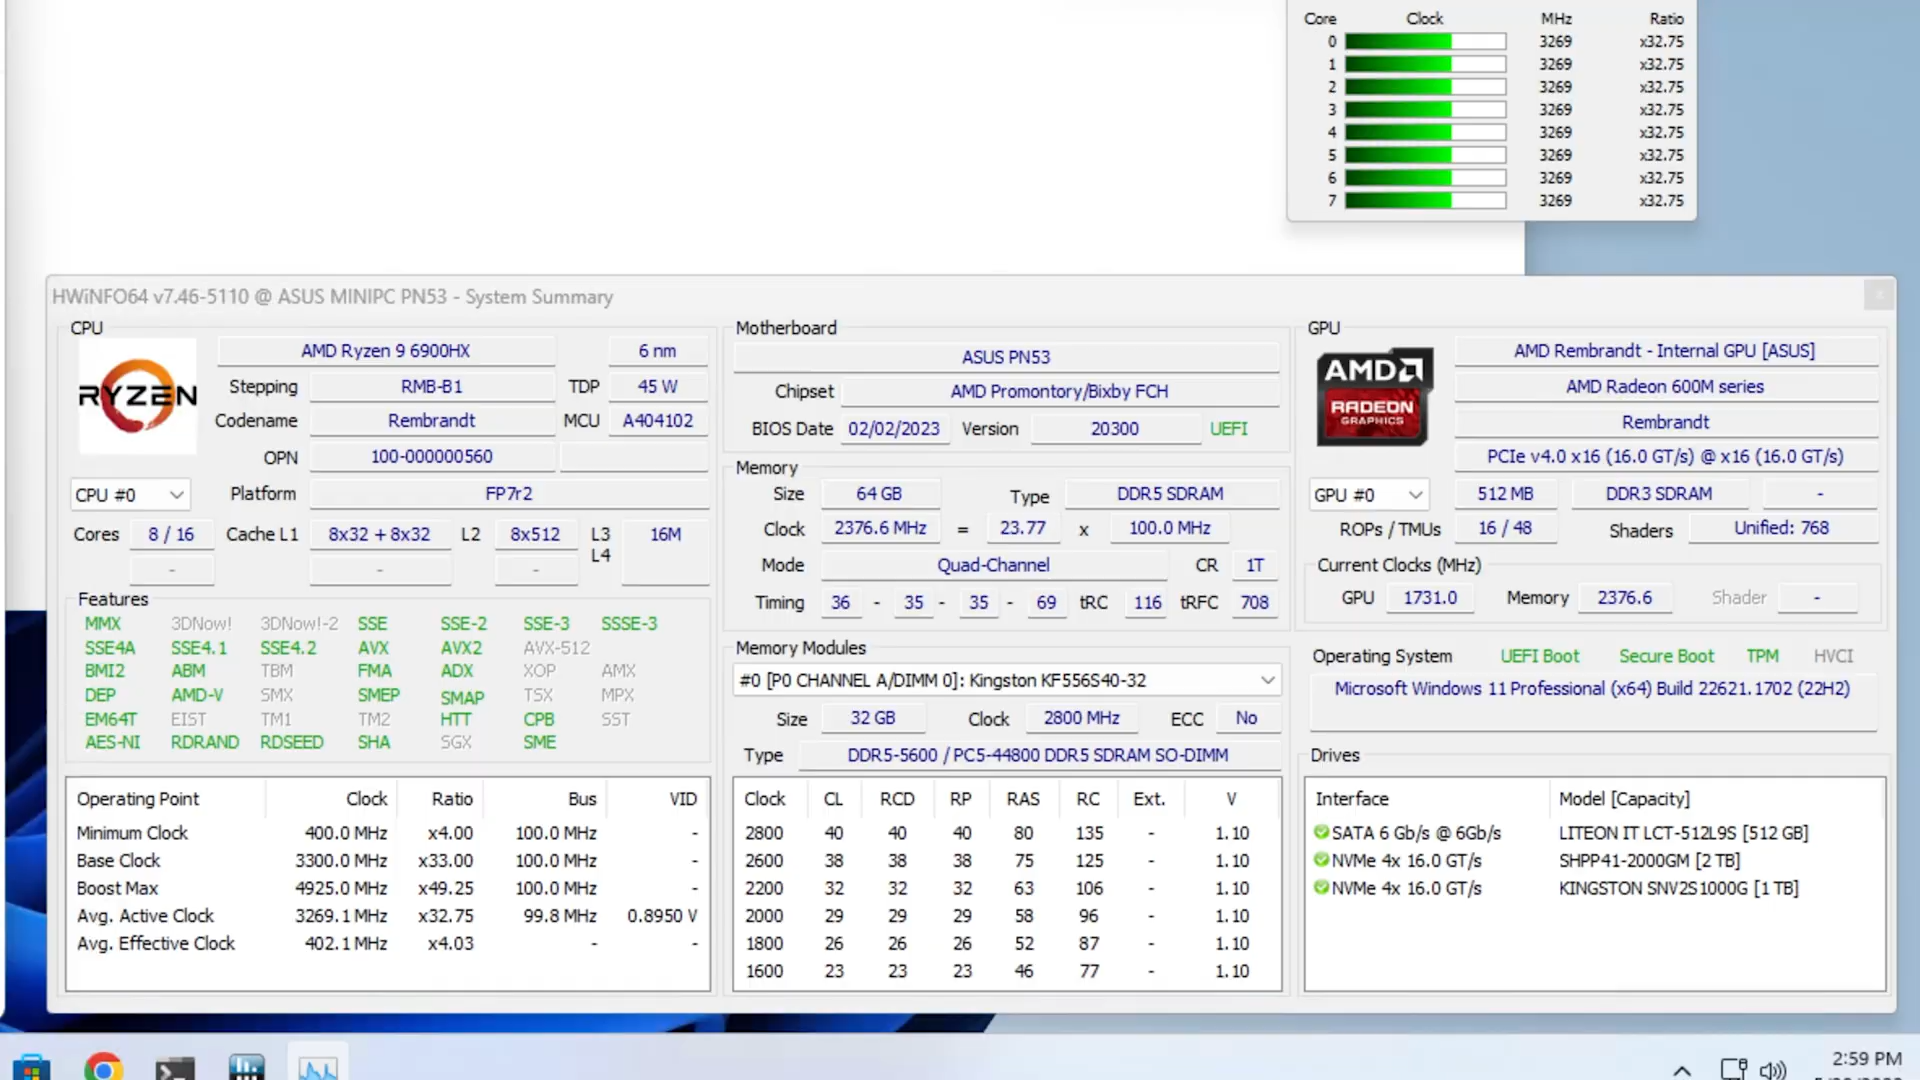 Core Clock MHz Ratio
0 3269 x32.75
1 3269 x32.75
2 3269 x32.75
3 3269 x32.75
4 3269 x32.75
5 3269 x32.75
6 3269 x32.75
7 3269 x32.75
HWiNFO64 v7.46-5110 @ ASUS MINIPC PN53 - System Summary
CPU
RYZEN
AMD Ryzen 9 6900HX 6 nm
Stepping RMB-B1 TDP 45 W
Codename Rembrandt MCU A404102
OPN 100-000000560
CPU #0 Platform FP7r2
Cores 8 / 16 Cache L1 8x32 + 8x32 L2 8x512 L3 16M
L4
- - -
Features
MMX 3DNow! 3DNow!-2 SSE SSE-2 SSE-3 SSSE-3
SSE4A SSE4.1 SSE4.2 AVX AVX2 AVX-512
BMI2 ABM TBM FMA ADX XOP AMX
DEP AMD-V SMX SMEP SMAP TSX MPX
EM64T EIST TM1 TM2 HTT CPB SST
AES-NI RDRAND RDSEED SHA SGX SME
Operating Point Clock Ratio Bus VID
Minimum Clock 400.0 MHz x4.00 100.0 MHz -
Base Clock 3300.0 MHz x33.00 100.0 MHz -
Boost Max 4925.0 MHz x49.25 100.0 MHz -
Avg. Active Clock 3269.1 MHz x32.75 99.8 MHz 0.8950 V
Avg. Effective Clock 402.1 MHz x4.03 - -
Motherboard
ASUS PN53
Chipset AMD Promontory/Bixby FCH
BIOS Date 02/02/2023 Version 20300 UEFI
Memory
Size 64 GB Type DDR5 SDRAM
Clock 2376.6 MHz = 23.77 x 100.0 MHz
Mode Quad-Channel CR 1T
Timing 36 - 35 - 35 - 69 tRC 116 tRFC 708
Memory Modules
#0 [P0 CHANNEL A/DIMM 0]: Kingston KF556S40-32
Size 32 GB Clock 2800 MHz ECC No
Type DDR5-5600 / PC5-44800 DDR5 SDRAM SO-DIMM
Clock CL RCD RP RAS RC Ext. V
2800 40 40 40 80 135 - 1.10
2600 38 38 38 75 125 - 1.10
2200 32 32 32 63 106 - 1.10
2000 29 29 29 58 96 - 1.10
1800 26 26 26 52 87 - 1.10
1600 23 23 23 46 77 - 1.10
GPU
AMD
RADEON
GRAPHICS
AMD Rembrandt - Internal GPU [ASUS]
AMD Radeon 600M series
Rembrandt
PCIe v4.0 x16 (16.0 GT/s) @ x16 (16.0 GT/s)
GPU #0 512 MB DDR3 SDRAM -
ROPs / TMUs 16 / 48 Shaders Unified: 768
Current Clocks (MHz)
GPU 1731.0 Memory 2376.6 Shader -
Operating System UEFI Boot Secure Boot TPM HVCI
Microsoft Windows 11 Professional (x64) Build 22621.1702 (22H2)
Drives
Interface Model [Capacity]
SATA 6 Gb/s @ 6Gb/s LITEON IT LCT-512L9S [512 GB]
NVMe 4x 16.0 GT/s SHPP41-2000GM [2 TB]
NVMe 4x 16.0 GT/s KINGSTON SNV2S1000G [1 TB]
2:59 PM